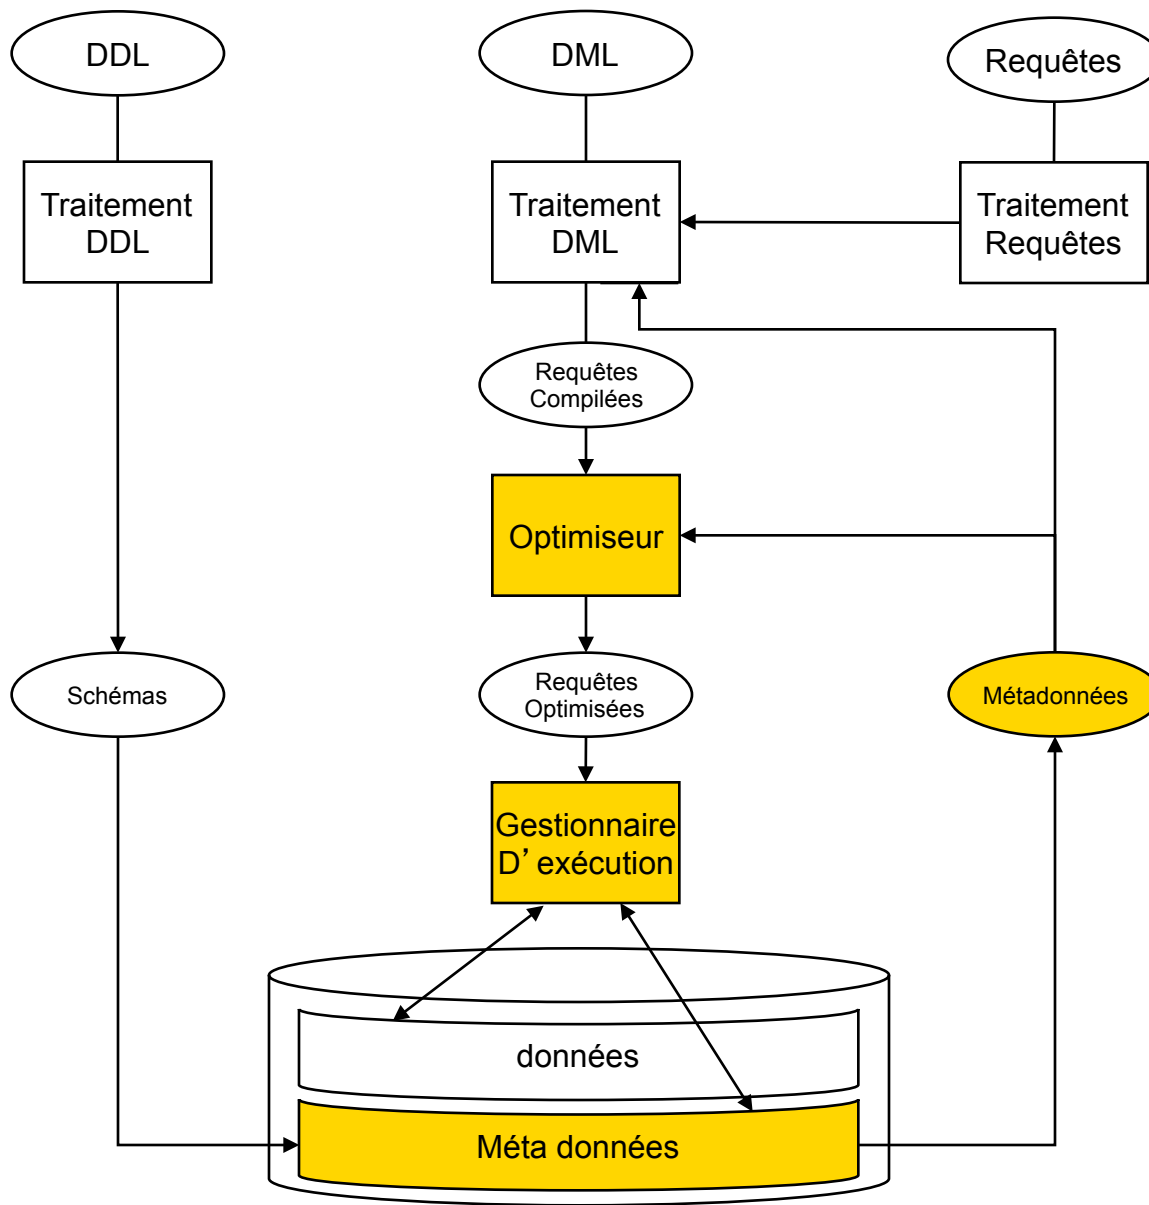 DDL
DML
Requêtes
Traitement
DDL
Traitement
DML
Traitement
Requêtes
Requêtes
Compilées
Optimiseur
Schémas
Requêtes
Optimisées
Métadonnées
Gestionnaire
D’exécution
données
Méta données